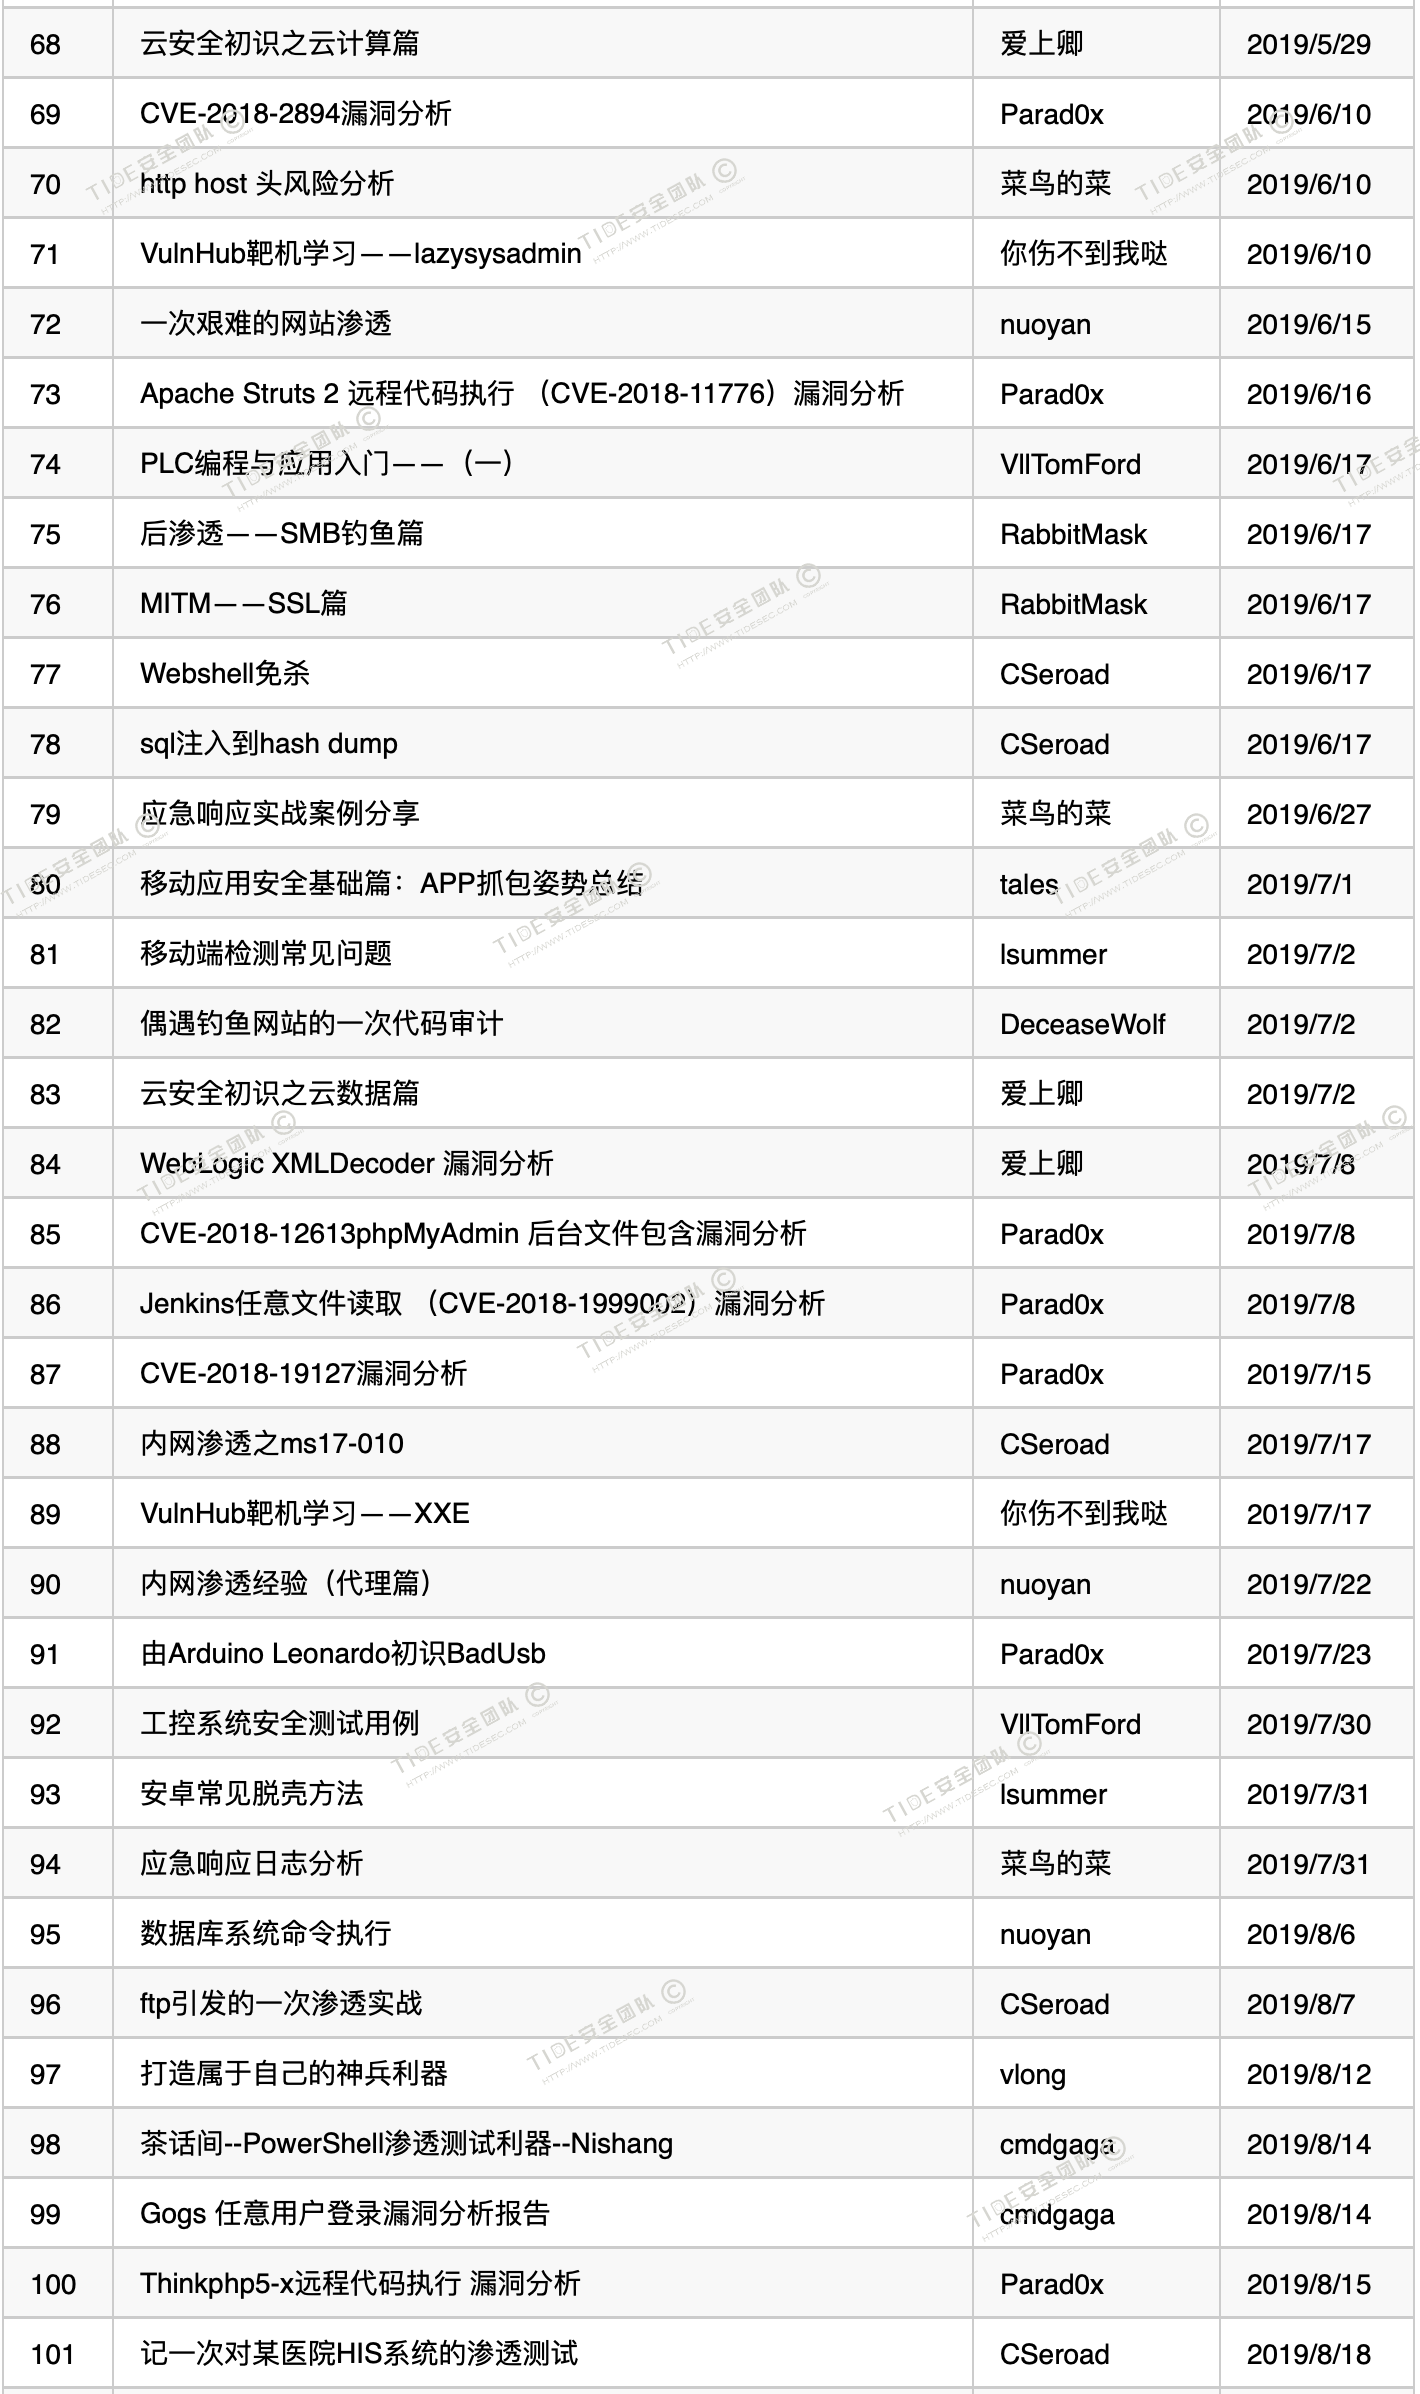 68 云安全初识之云计算篇 爱上卿 2019/5/29
69 CVE-2018-2894漏洞分析 Parad0x 2019/6/10
70 http host 头风险分析 菜鸟的菜 2019/6/10
71 VulnHub靶机学习——lazysysadmin 你伤不到我哒 2019/6/10
72 一次艰难的网站渗透 nuoyan 2019/6/15
73 Apache Struts 2 远程代码执行 （CVE-2018-11776）漏洞分析 Parad0x 2019/6/16
74 PLC编程与应用入门——（一） VllTomFord 2019/6/17
75 后渗透——SMB钓鱼篇 RabbitMask 2019/6/17
76 MITM——SSL篇 RabbitMask 2019/6/17
77 Webshell免杀 CSeroad 2019/6/17
78 sql注入到hash dump CSeroad 2019/6/17
79 应急响应实战案例分享 菜鸟的菜 2019/6/27
80 移动应用安全基础篇：APP抓包姿势总结 tales 2019/7/1
81 移动端检测常见问题 lsummer 2019/7/2
82 偶遇钓鱼网站的一次代码审计 DeceaseWolf 2019/7/2
83 云安全初识之云数据篇 爱上卿 2019/7/2
84 WebLogic XMLDecoder 漏洞分析 爱上卿 2019/7/8
85 CVE-2018-12613phpMyAdmin 后台文件包含漏洞分析 Parad0x 2019/7/8
86 Jenkins任意文件读取 （CVE-2018-1999002）漏洞分析 Parad0x 2019/7/8
87 CVE-2018-19127漏洞分析 Parad0x 2019/7/15
88 内网渗透之ms17-010 CSeroad 2019/7/17
89 VulnHub靶机学习——XXE 你伤不到我哒 2019/7/17
90 内网渗透经验（代理篇） nuoyan 2019/7/22
91 由Arduino Leonardo初识BadUsb Parad0x 2019/7/23
92 工控系统安全测试用例 VllTomFord 2019/7/30
93 安卓常见脱壳方法 lsummer 2019/7/31
94 应急响应日志分析 菜鸟的菜 2019/7/31
95 数据库系统命令执行 nuoyan 2019/8/6
96 ftp引发的一次渗透实战 CSeroad 2019/8/7
97 打造属于自己的神兵利器 vlong 2019/8/12
98 茶话间--PowerShell渗透测试利器--Nishang cmdgaga 2019/8/14
99 Gogs 任意用户登录漏洞分析报告 cmdgaga 2019/8/14
100 Thinkphp5-x远程代码执行 漏洞分析 Parad0x 2019/8/15
101 记一次对某医院HIS系统的渗透测试 CSeroad 2019/8/18
TIDE安全团队 ©
HTTP://WWW.TIDESEC.COM